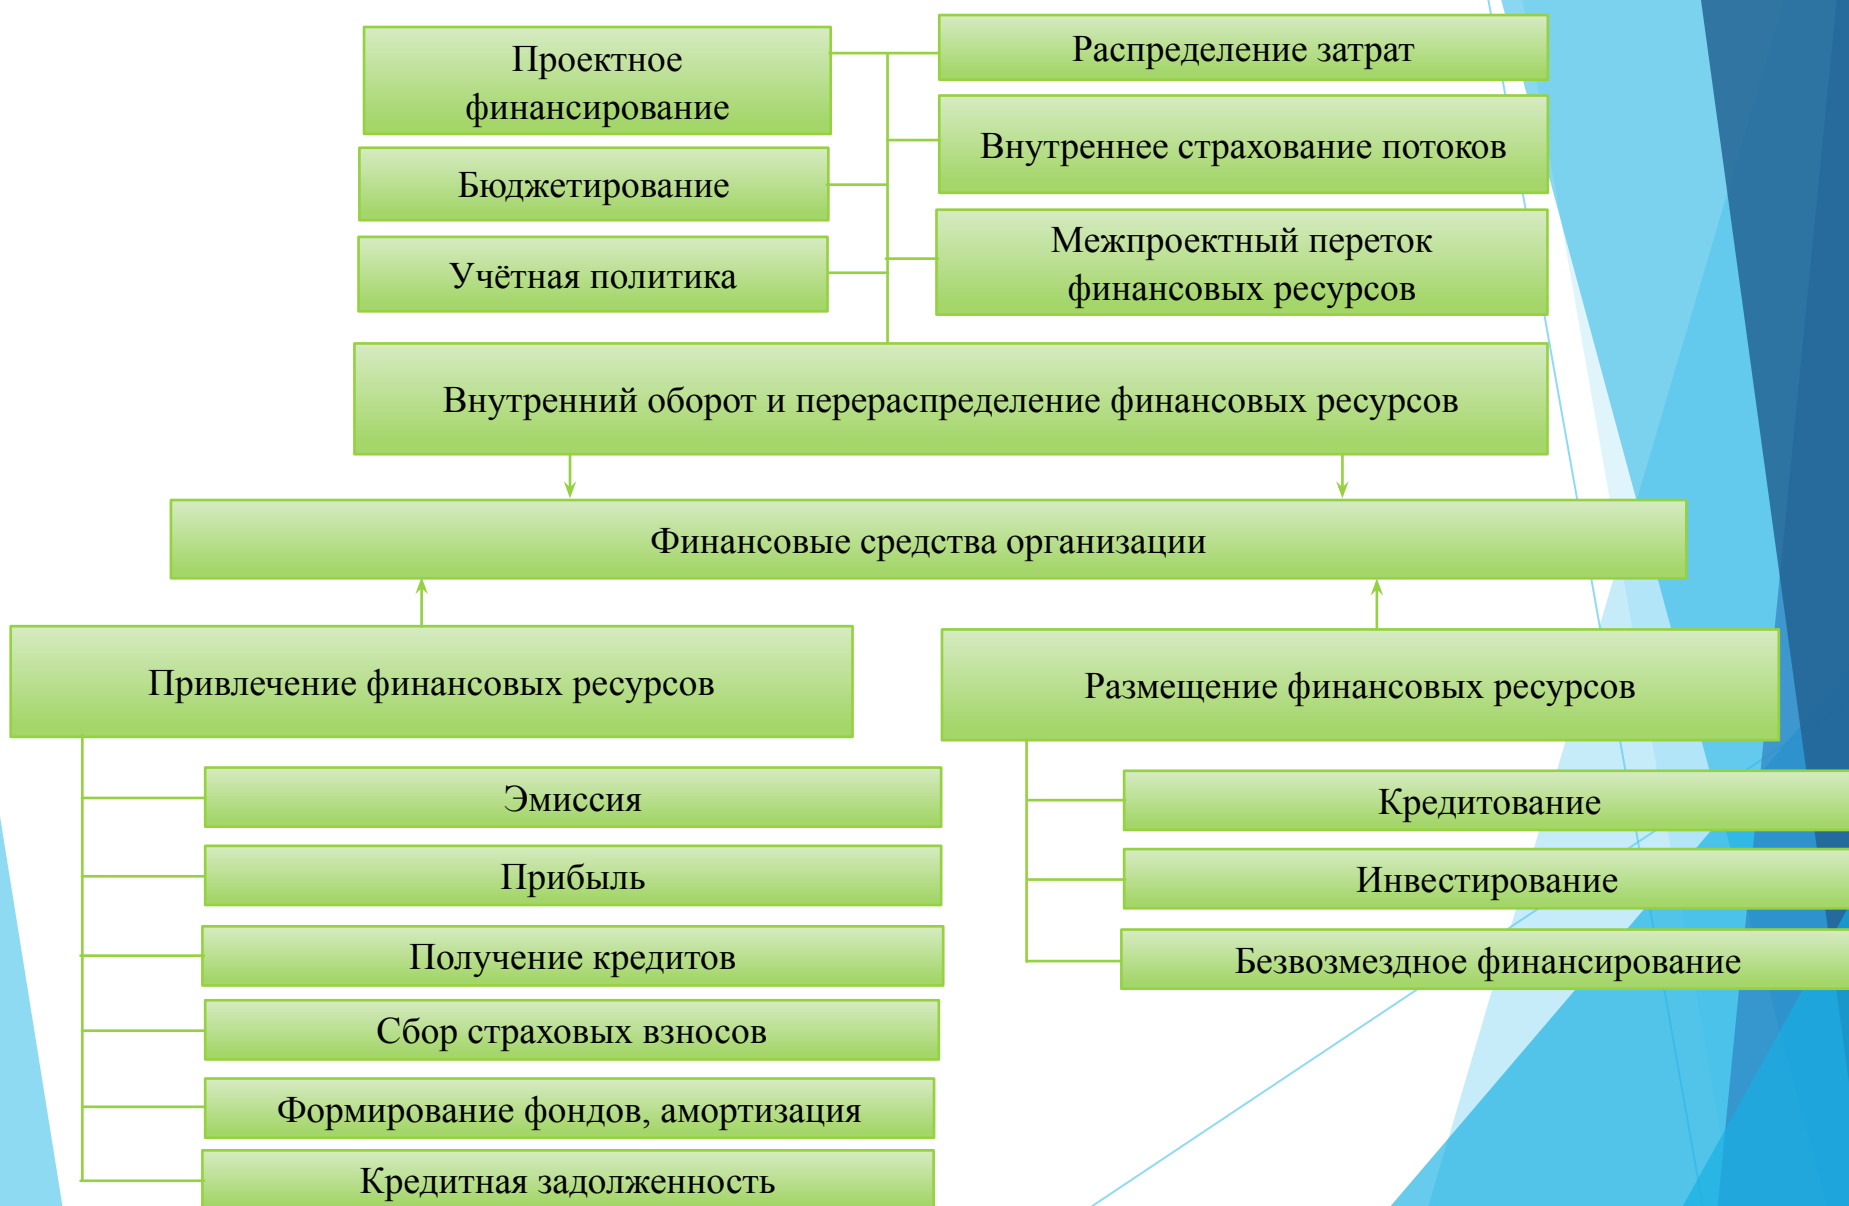 Проектное
финансирование
Распределение затрат
Бюджетирование
Внутреннее страхование потоков
Учётная политика
Межпроектный переток
финансовых ресурсов
Внутренний оборот и перераспределение финансовых ресурсов
Финансовые средства организации
Привлечение финансовых ресурсов
Эмиссия
Прибыль
Получение кредитов
Сбор страховых взносов
Формирование фондов, амортизация
Кредитная задолженность
Размещение финансовых ресурсов
Кредитование
Инвестирование
Безвозмездное финансирование